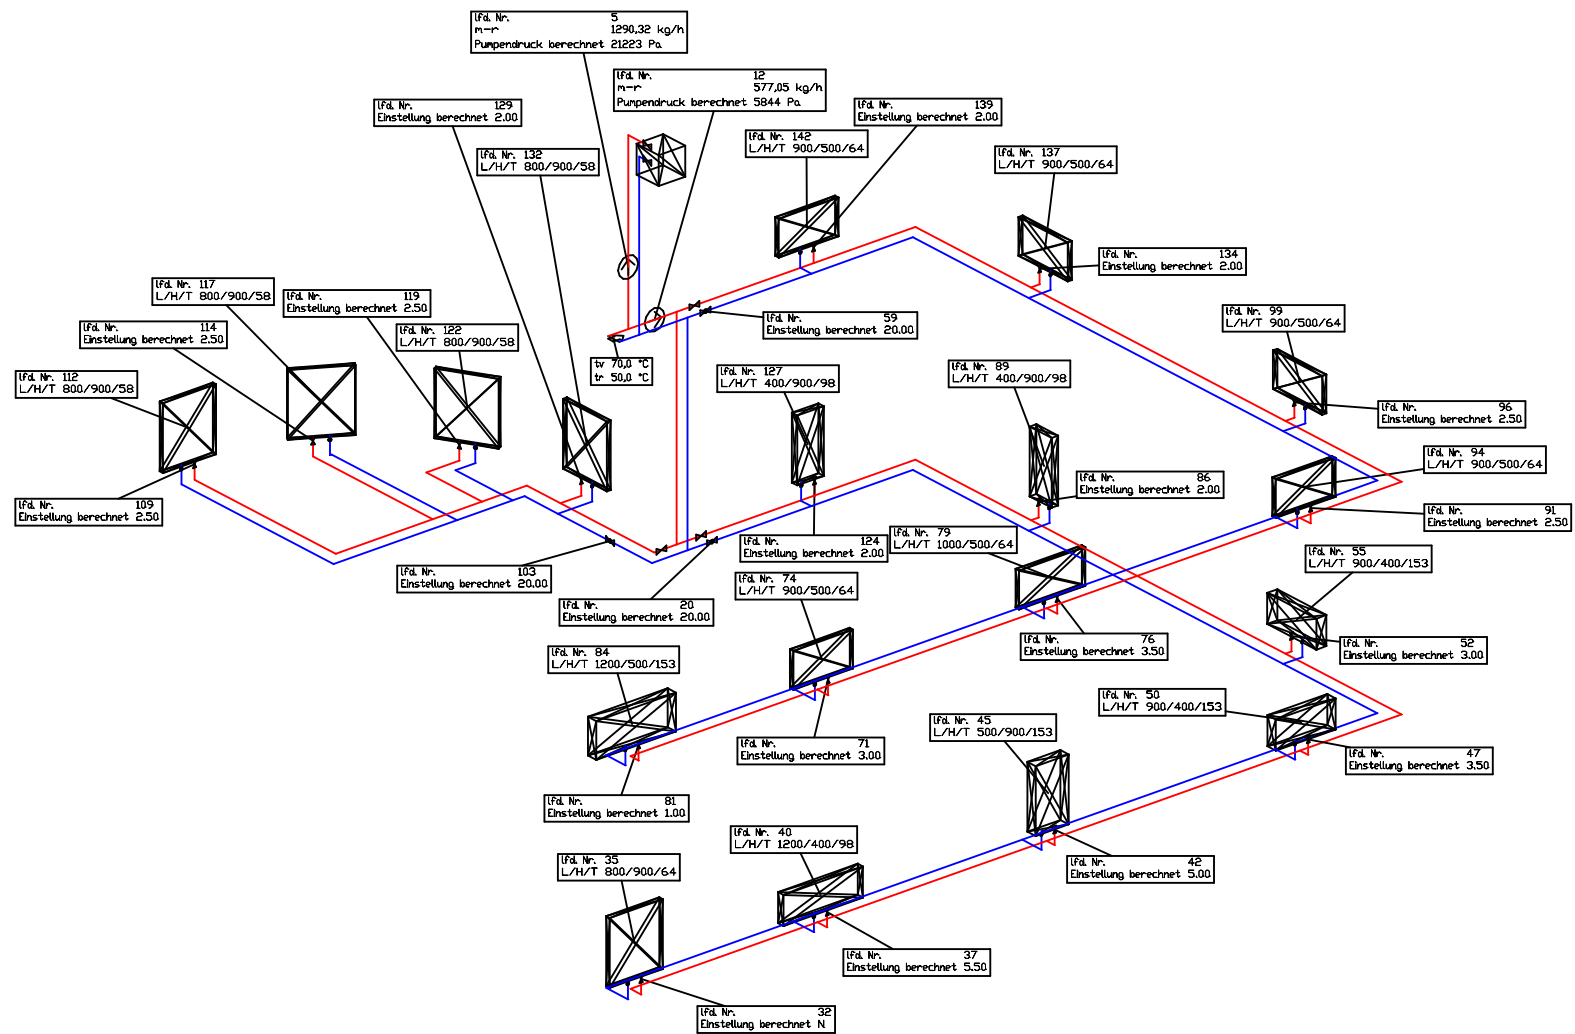 lfd. Nr. 5
m-r 1290,32 kg/h
Pumpendruck berechnet 21223 Pa
lfd. Nr. 12
m-r 577,05 kg/h
Pumpendruck berechnet 5844 Pa
lfd. Nr. 129
Einstellung berechnet 2.00
lfd. Nr. 139
Einstellung berechnet 2.00
lfd. Nr. 142
L/H/T 900/500/64
lfd. Nr. 132
L/H/T 800/900/58
lfd. Nr. 137
L/H/T 900/500/64
lfd. Nr. 134
Einstellung berechnet 2.00
lfd. Nr. 117
L/H/T 800/900/58
lfd. Nr. 119
Einstellung berechnet 2.50
lfd. Nr. 114
Einstellung berechnet 2.50
lfd. Nr. 122
L/H/T 800/900/58
lfd. Nr. 59
Einstellung berechnet 20.00
lfd. Nr. 99
L/H/T 900/500/64
tv 70,0 °C
tr 50,0 °C
lfd. Nr. 112
L/H/T 800/900/58
lfd. Nr. 127
L/H/T 400/900/98
lfd. Nr. 89
L/H/T 400/900/98
lfd. Nr. 96
Einstellung berechnet 2.50
lfd. Nr. 94
L/H/T 900/500/64
lfd. Nr. 86
Einstellung berechnet 2.00
lfd. Nr. 109
Einstellung berechnet 2.50
lfd. Nr. 91
Einstellung berechnet 2.50
lfd. Nr. 79
L/H/T 1000/500/64
lfd. Nr. 124
Einstellung berechnet 2.00
lfd. Nr. 55
L/H/T 900/400/153
lfd. Nr. 103
Einstellung berechnet 20.00
lfd. Nr. 74
L/H/T 900/500/64
lfd. Nr. 20
Einstellung berechnet 20.00
lfd. Nr. 76
Einstellung berechnet 3.50
lfd. Nr. 52
Einstellung berechnet 3.00
lfd. Nr. 84
L/H/T 1200/500/153
lfd. Nr. 50
L/H/T 900/400/153
lfd. Nr. 45
L/H/T 500/900/153
lfd. Nr. 71
Einstellung berechnet 3.00
lfd. Nr. 47
Einstellung berechnet 3.50
lfd. Nr. 81
Einstellung berechnet 1.00
lfd. Nr. 40
L/H/T 1200/400/98
lfd. Nr. 35
L/H/T 800/900/64
lfd. Nr. 42
Einstellung berechnet 5.00
lfd. Nr. 37
Einstellung berechnet 5.50
lfd. Nr. 32
Einstellung berechnet N